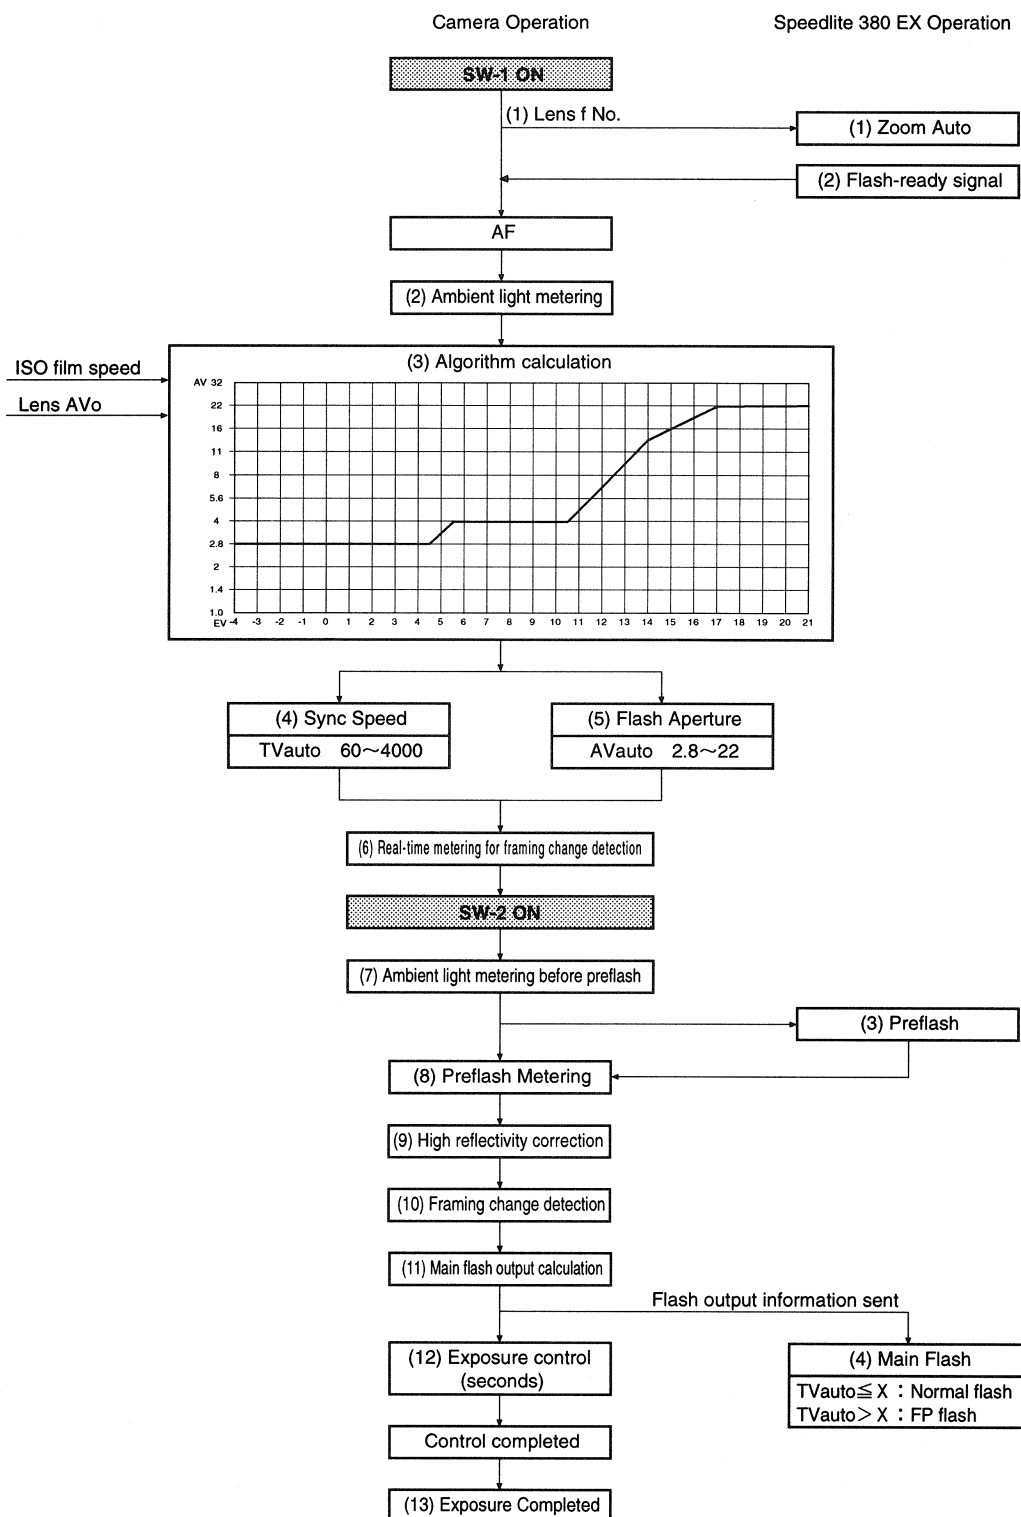 Camera Operation
Speedlite 380 EX Operation
SW-1 ON
(1) Lens f No.
(1) Zoom Auto
(2) Flash-ready signal
AF
(2) Ambient light metering
(3) Algorithm calculation
ISO film speed
Lens AVo
AV 32
22
16
11
8
5.6
4
2.8
2
1.4
1.0
EV -4 -3 -2 -1 0 1 2 3 4 5 6 7 8 9 10 11 12 13 14 15 16 17 18 19 20 21
(4) Sync Speed
TVauto 60～4000
(5) Flash Aperture
AVauto 2.8～22
(6) Real-time metering for framing change detection
SW-2 ON
(7) Ambient light metering before preflash
(3) Preflash
(8) Preflash Metering
(9) High reflectivity correction
(10) Framing change detection
(11) Main flash output calculation
Flash output information sent
(12) Exposure control
(seconds)
(4) Main Flash
TVauto≦X : Normal flash
TVauto＞X : FP flash
Control completed
(13) Exposure Completed